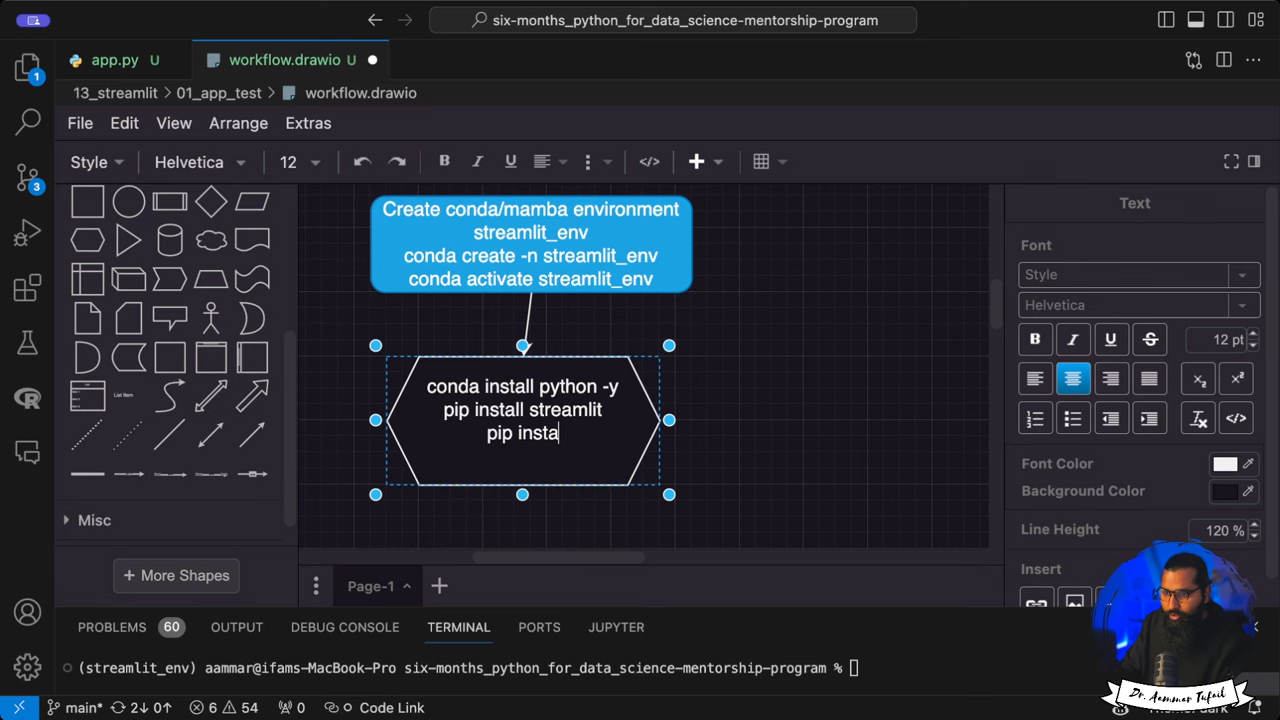 six-months_python_for_data_science-mentorship-program
app.py U
workflow.drawio U
1
13_streamlit > 01_app_test > workflow.drawio
File Edit View Arrange Extras
Style Helvetica 12 B I U </>
3
List Item
Misc
+ More Shapes
Create conda/mamba environment
streamlit_env
conda create -n streamlit_env
conda activate streamlit_env
conda install python -y
pip install streamlit
pip insta
Page-1
Text
Font
Style
Helvetica
B I U S 12 pt
Font Color
Background Color
Line Height 120 %
Insert
PROBLEMS 60 OUTPUT DEBUG CONSOLE TERMINAL PORTS JUPYTER
(streamlit_env) aammar@ifams-MacBook-Pro six-months_python_for_data_science-mentorship-program %
main* 2↓ 0↑ 6 54 0 Code Link
Dr. Aammar Tufail